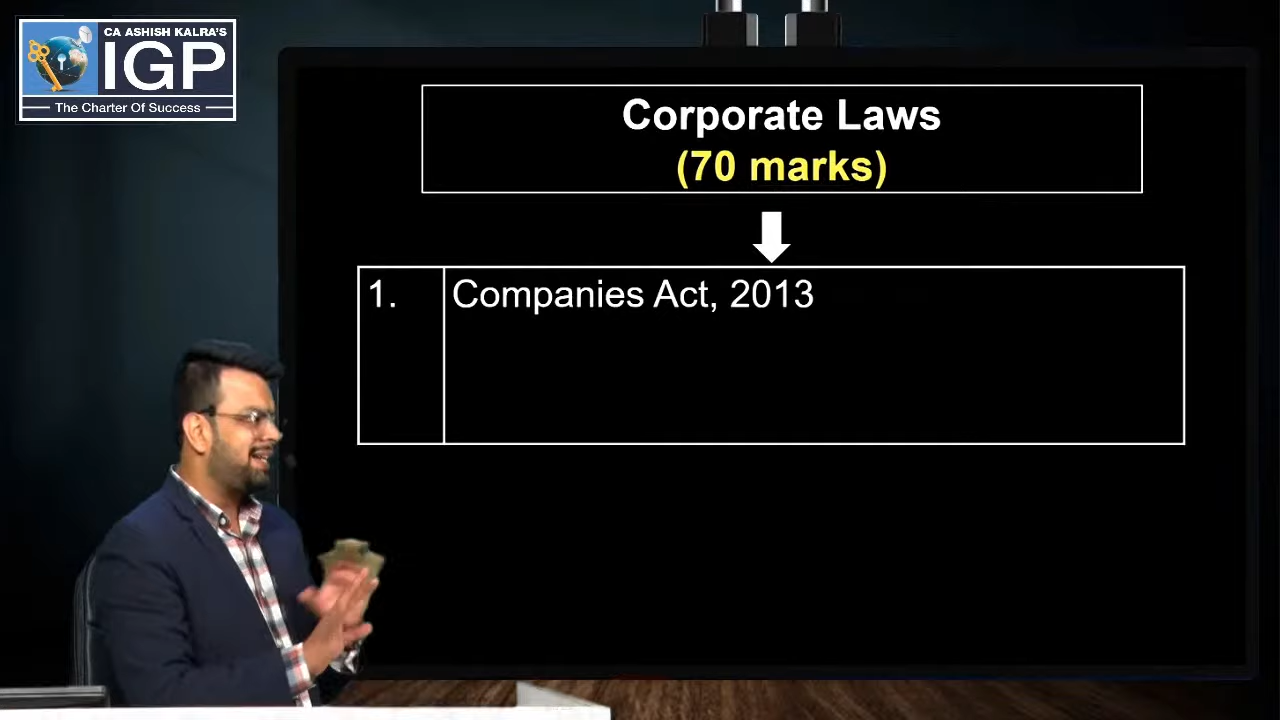 CA ASHISH KALRA'S
IGP
The Charter Of Success
Corporate Laws
(70 marks)
1. Companies Act, 2013